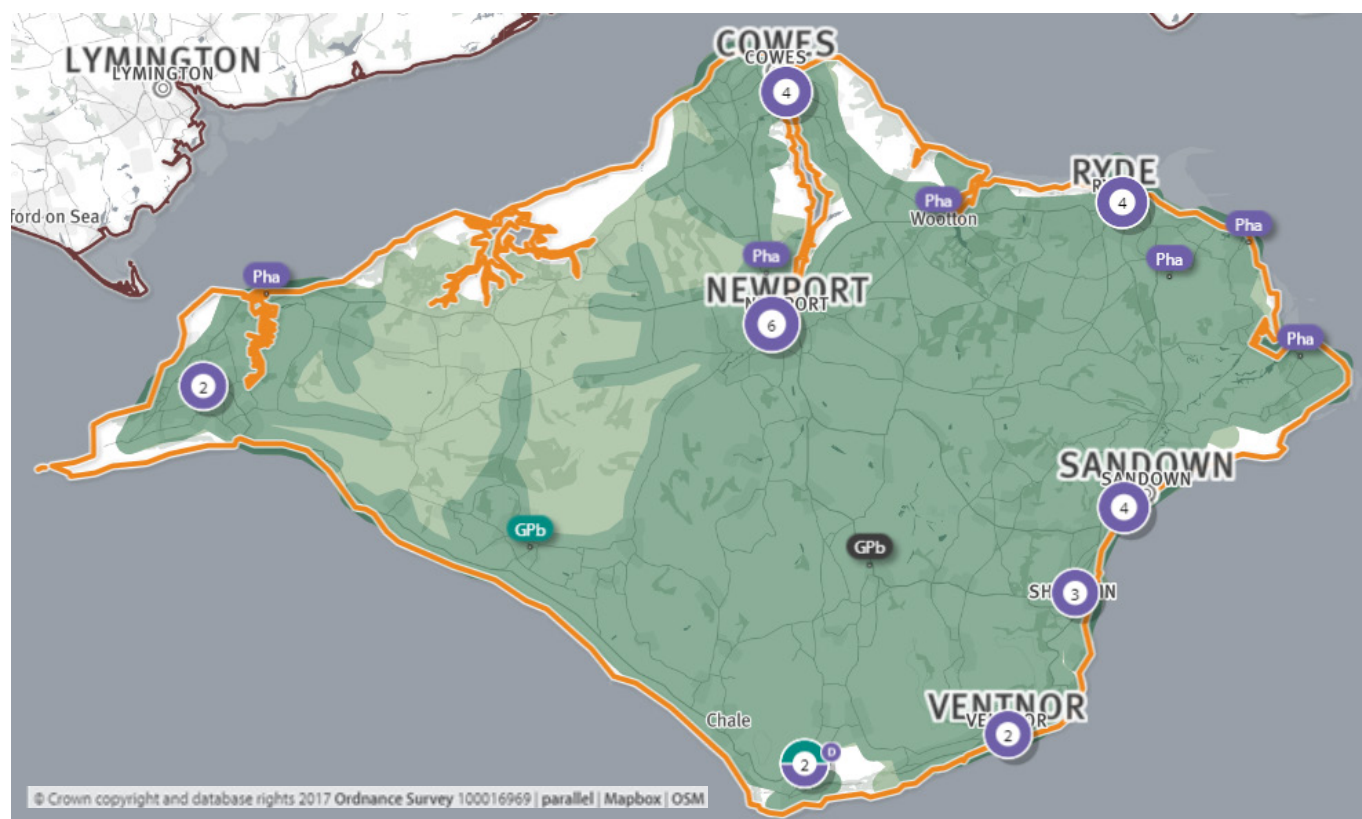 COWES
COWES
4
LYMINGTON
LYMINGTON
RYDE
4
ford on Sea
Pha
Wootton
Pha
Pha
Pha
Pha
NEWPORT
6
Pha
2
SANDOWN
SANDOWN
4
GPb
GPb
3
VENTNOR
2
Chale
2
D
© Crown copyright and database rights 2017 Ordnance Survey 100016969 | parallel | Mapbox | OSM